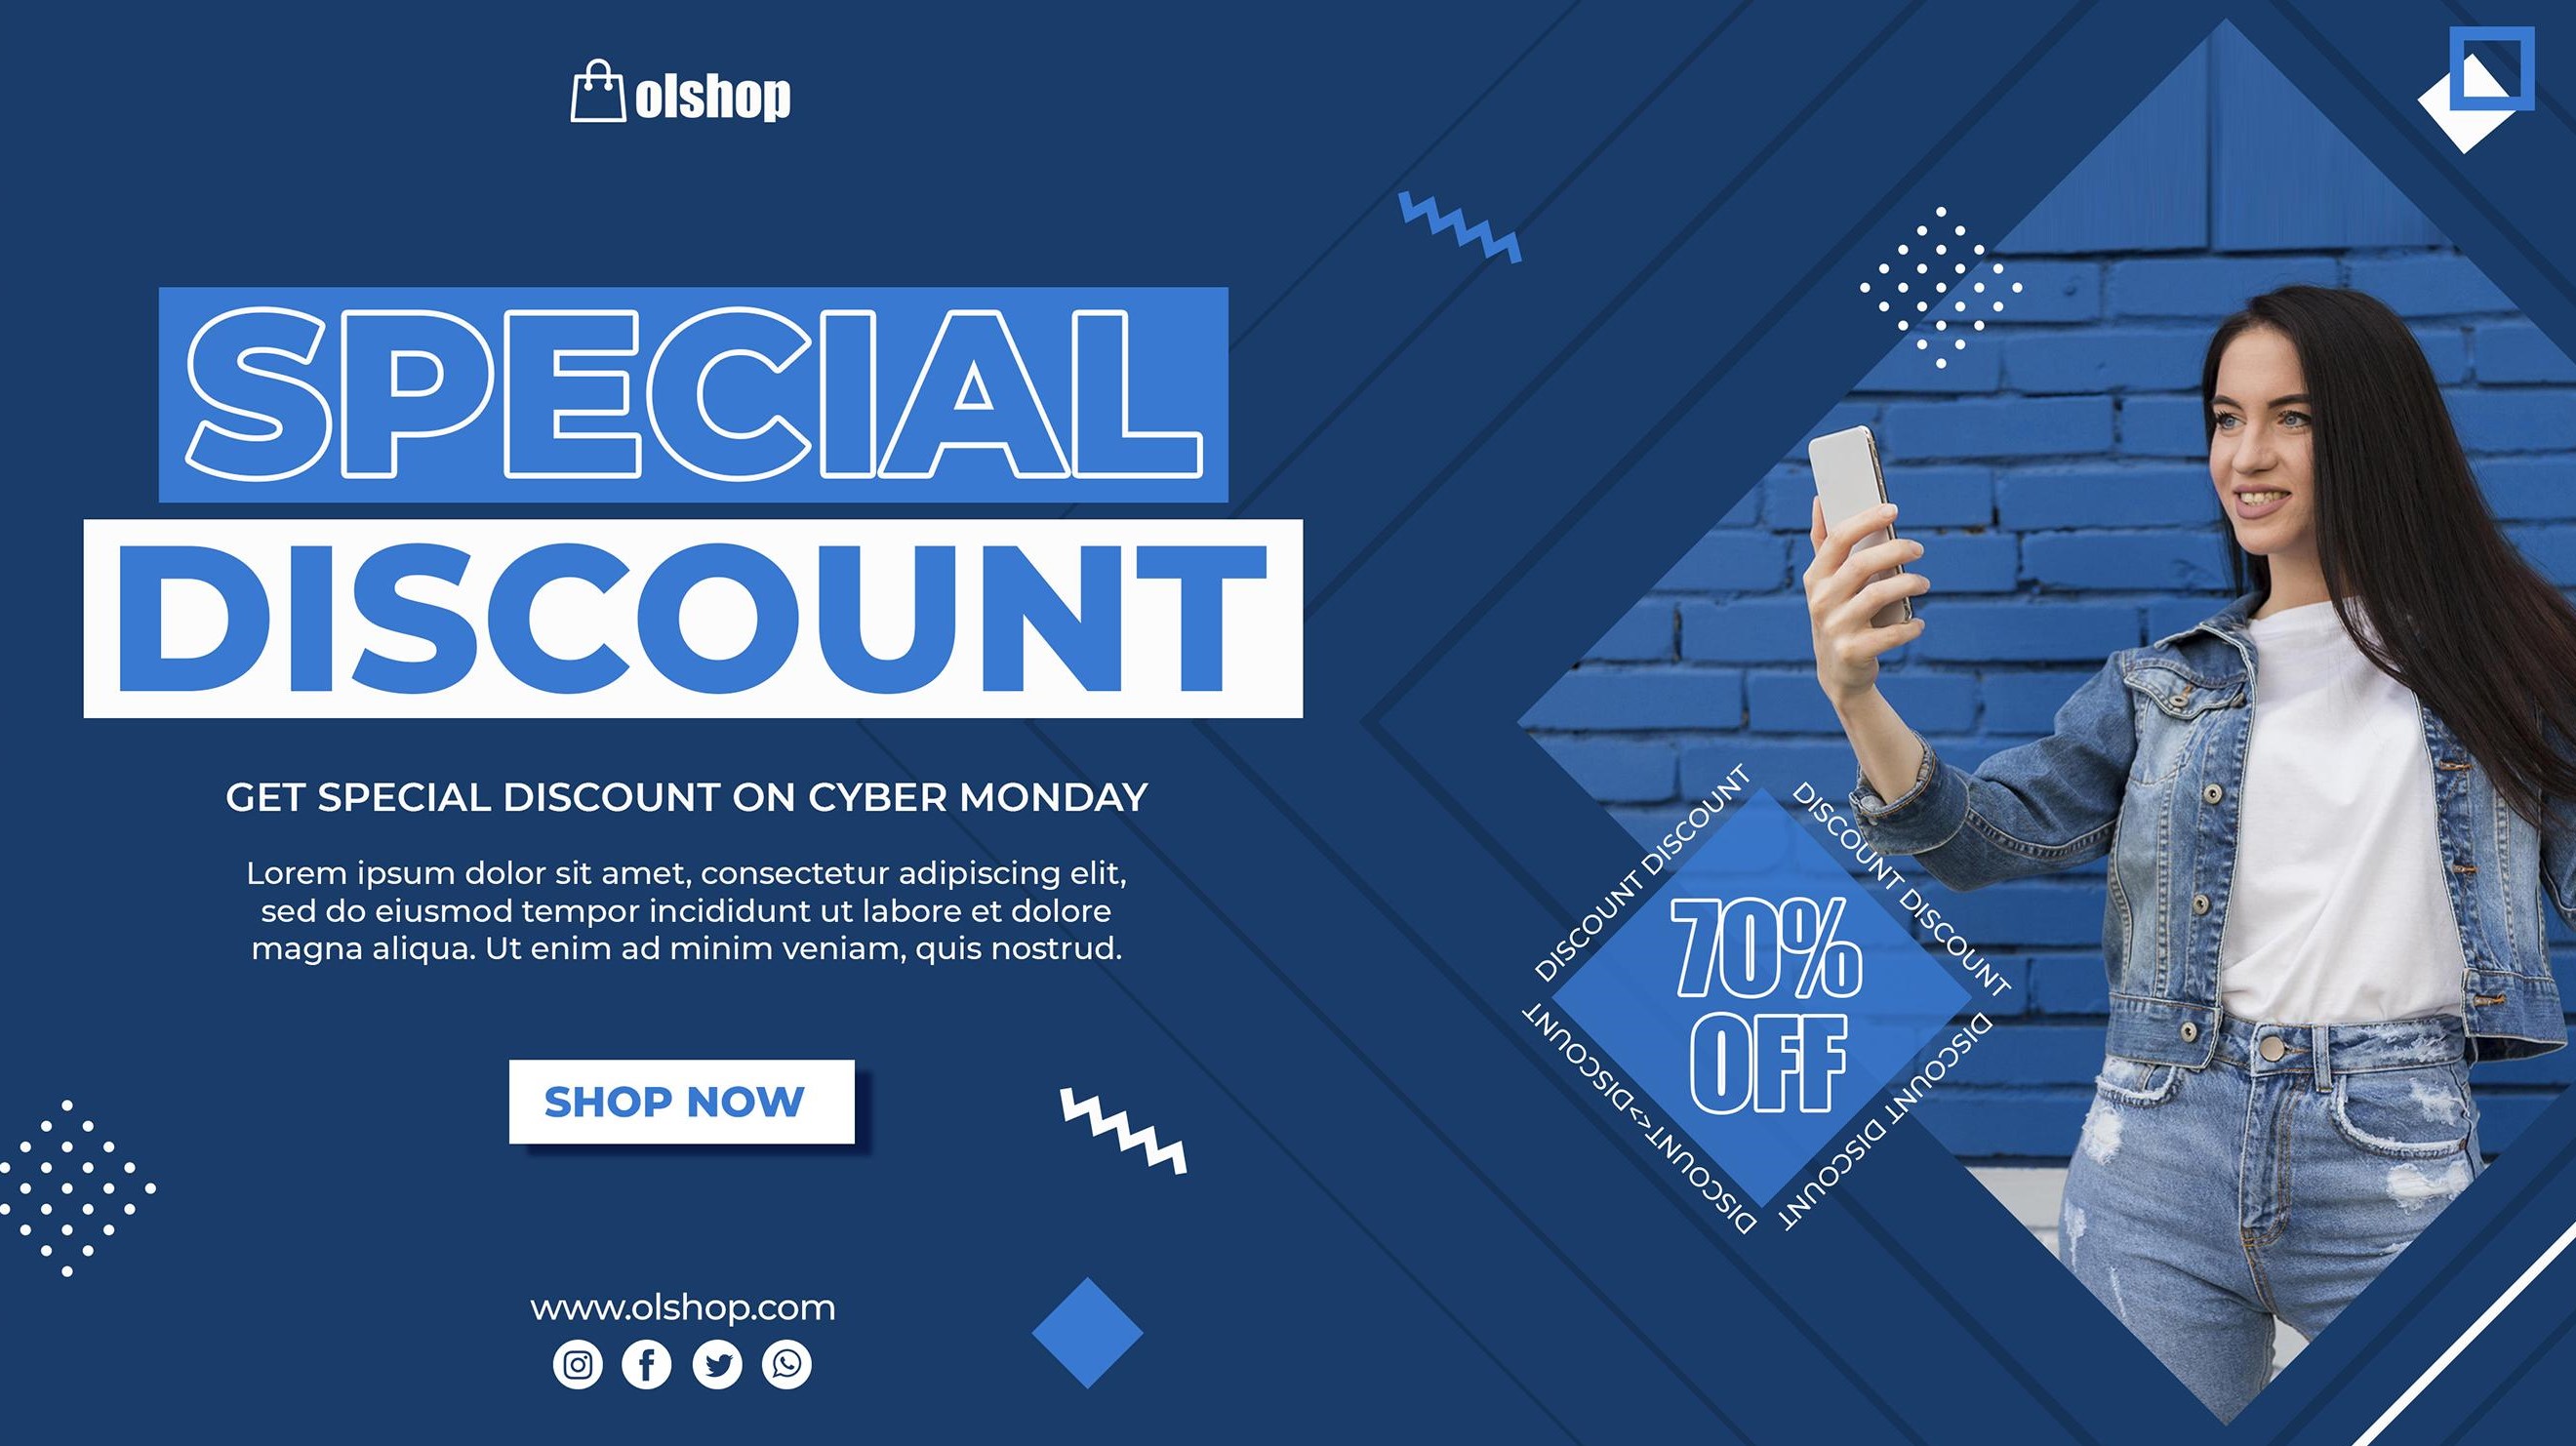 olshop
SPECIAL
DISCOUNT
GET SPECIAL DISCOUNT ON CYBER MONDAY
Lorem ipsum dolor sit amet, consectetur adipiscing elit,
sed do eiusmod tempor incididunt ut labore et dolore
magna aliqua. Ut enim ad minim veniam, quis nostrud.
SHOP NOW
www.olshop.com
DISCOUNT DISCOUNT
DISCOUNT DISCOUNT
70%
OFF
DISCOUNT DISCOUNT
DISCOUNT<>DISCOUNT